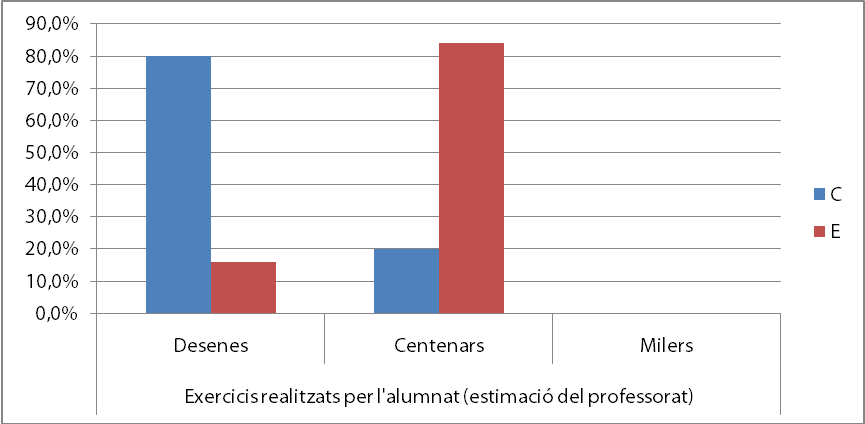 90,0%
80,0%
70,0%
60,0%
50,0%
40,0%
30,0%
20,0%
10,0%
0,0%
Desenes
Centenars
Milers
Exercicis realitzats per l'alumnat (estimació del professorat)
C
E